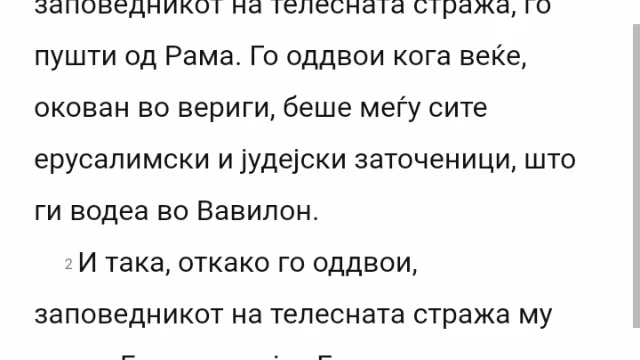 заповедникот на телесната стража, го
пушти од Рама. Го оддвои кога веќе,
окован во вериги, беше меѓу сите
ерусалимски и јудејски заточеници, што
ги водеа во Вавилон.
2 И така, откако го оддвои,
заповедникот на телесната стража му